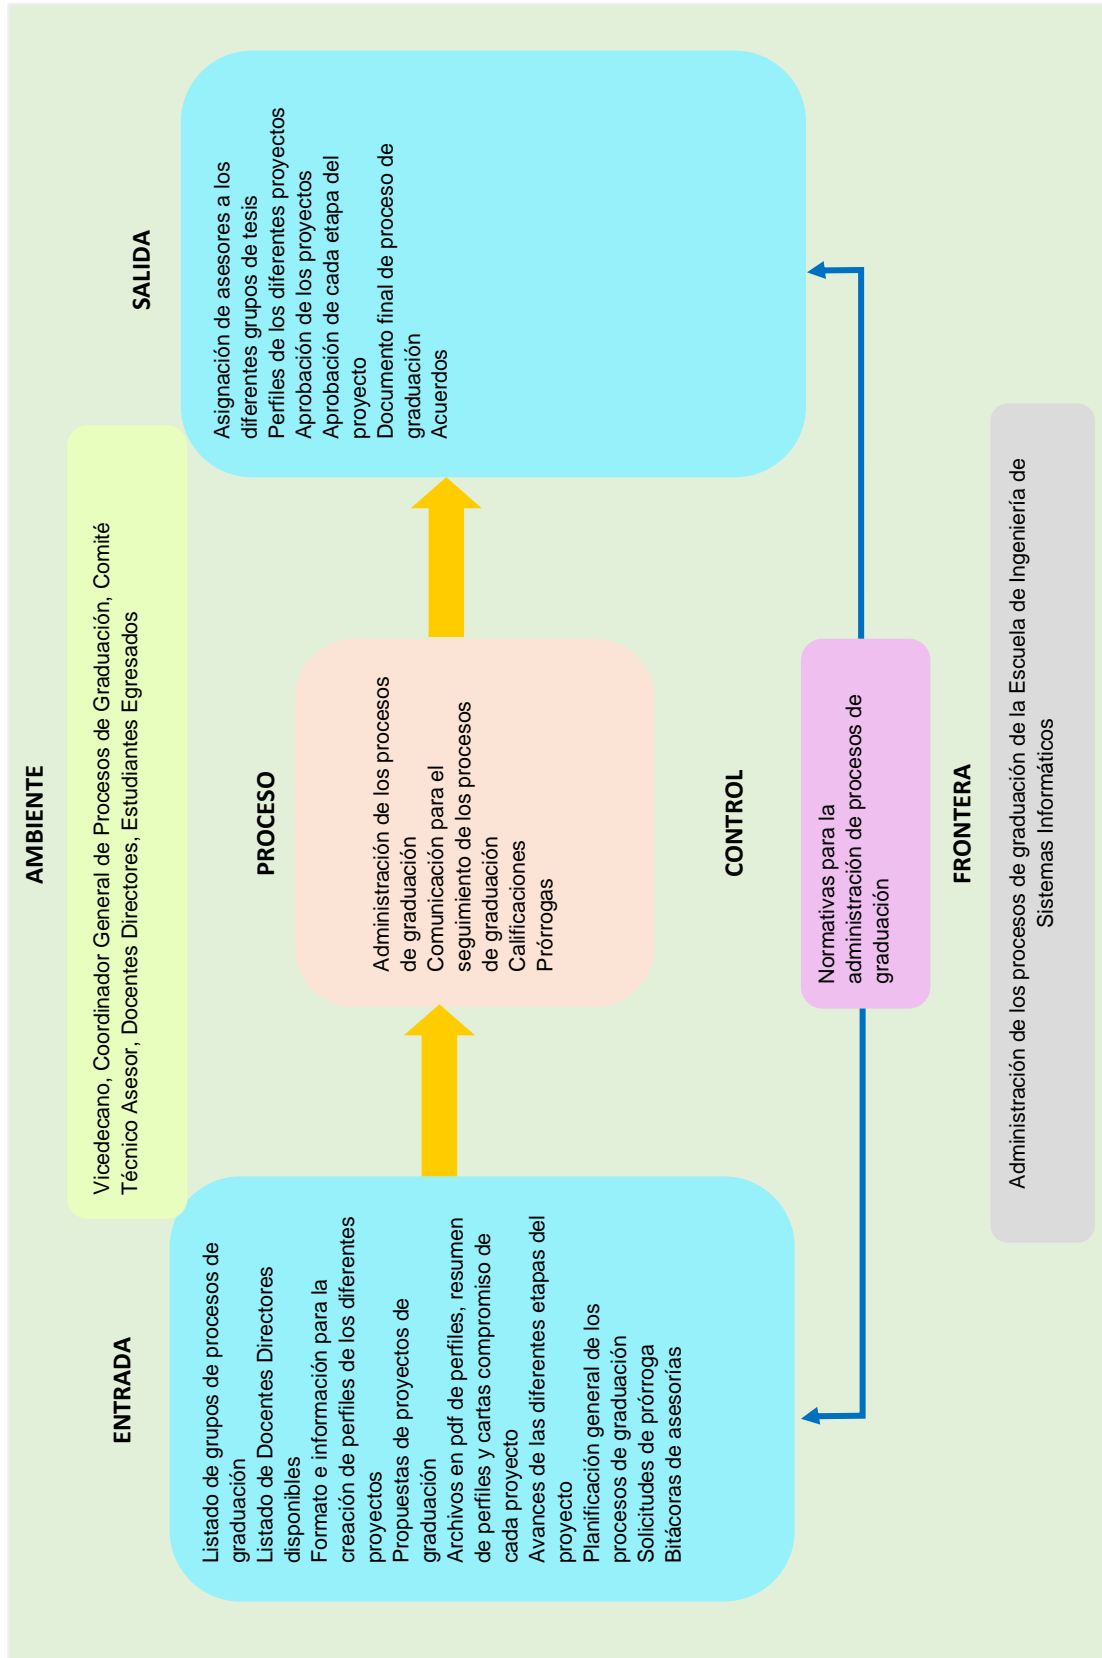 AMBIENTE
Vicedecano, Coordinador General de Procesos de Graduación, Comité
Técnico Asesor, Docentes Directores, Estudiantes Egresados
ENTRADA
Listado de grupos de procesos de
graduación
Listado de Docentes Directores
disponibles
Formato e información para la
creación de perfiles de los diferentes
proyectos
Propuestas de proyectos de
graduación
Archivos en pdf de perfiles, resumen
de perfiles y cartas compromiso de
cada proyecto
Avances de las diferentes etapas del
proyecto
Planificación general de los
procesos de graduación
Solicitudes de prórroga
Bitácoras de asesorías
PROCESO
Administración de los procesos
de graduación
Comunicación para el
seguimiento de los procesos
de graduación
Calificaciones
Prórrogas
SALIDA
Asignación de asesores a los
diferentes grupos de tesis
Perfiles de los diferentes proyectos
Aprobación de los proyectos
Aprobación de cada etapa del
proyecto
Documento final de proceso de
graduación
Acuerdos
CONTROL
Normativas para la
administración de procesos de
graduación
FRONTERA
Administración de los procesos de graduación de la Escuela de Ingeniería de
Sistemas Informáticos